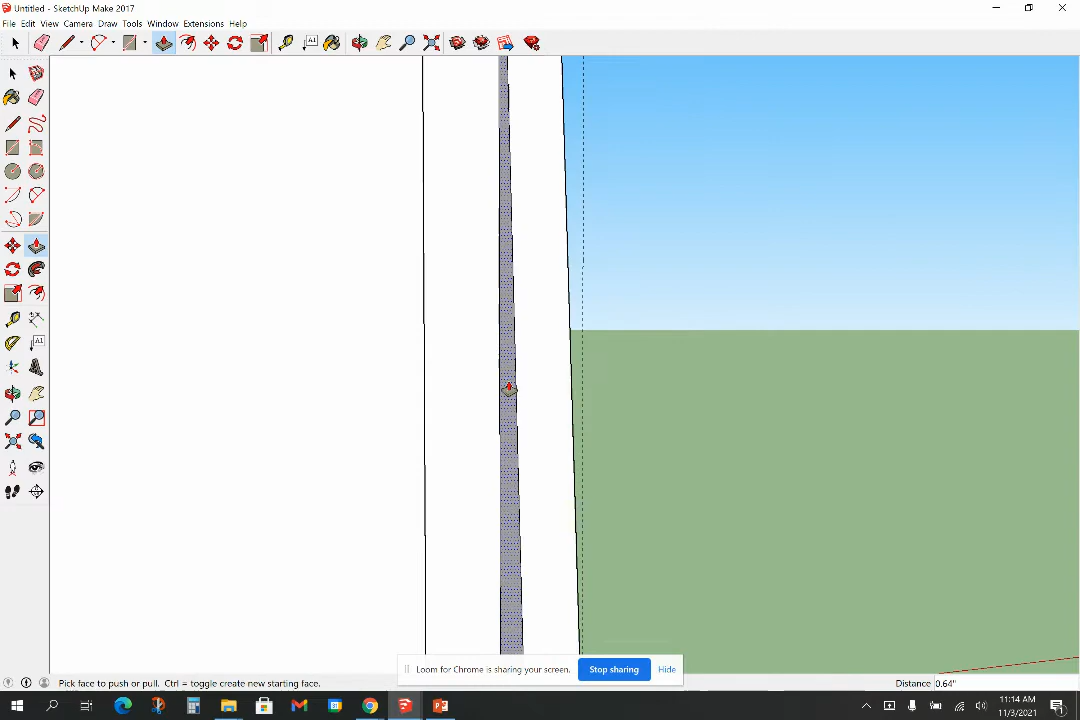 Untitled - SketchUp Make 2017
File Edit View Camera Draw Tools Window Extensions Help
A1
A1
Loom for Chrome is sharing your screen. Stop sharing Hide
Pick face to push or pull. Ctrl = toggle create new starting face. Distance 0.64"
11:14 AM
11/3/2021